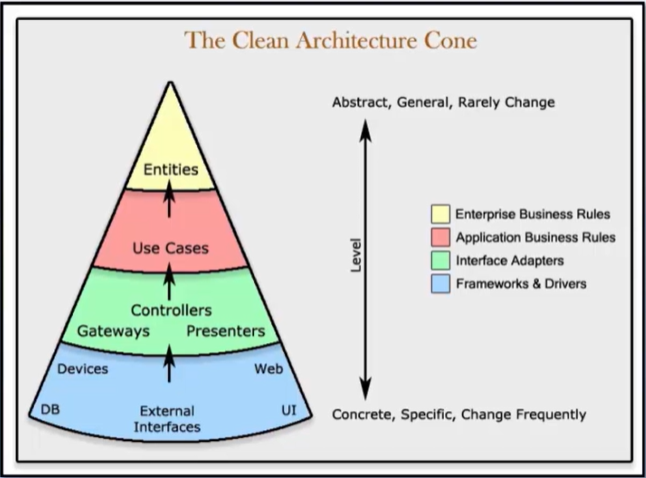 The Clean Architecture Cone
Abstract, General, Rarely Change
Entities
Enterprise Business Rules
Application Business Rules
Interface Adapters
Frameworks & Drivers
Level
Use Cases
Controllers
Gateways Presenters
Devices Web
DB External UI
Interfaces
Concrete, Specific, Change Frequently